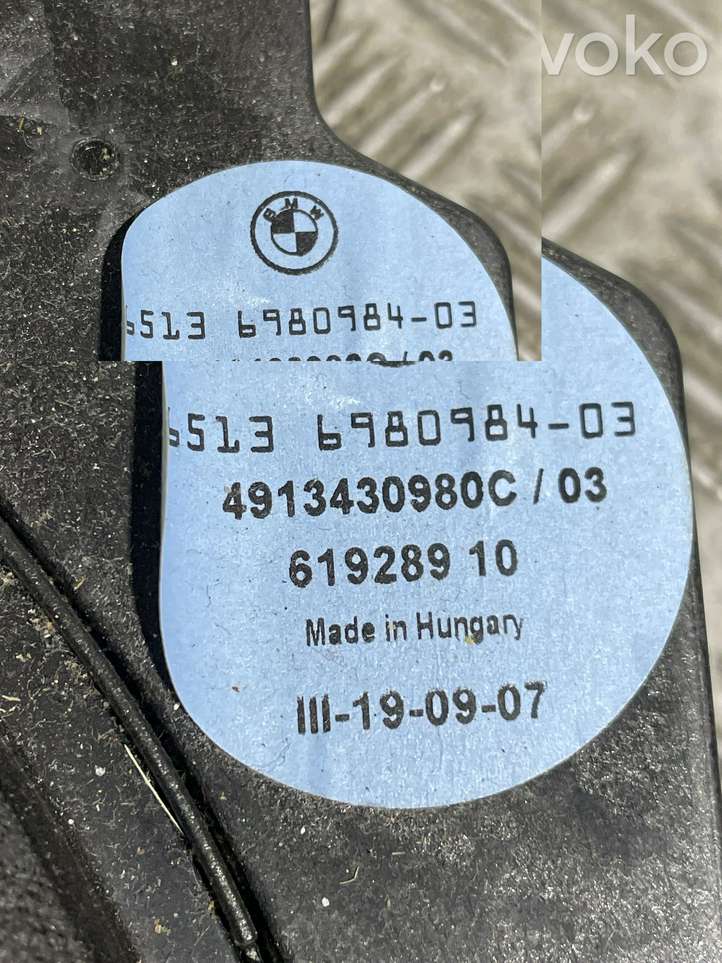 voko
BMW
6513 6980984-03
6513 6980984-03
4913430980C / 03
619289 10
Made in Hungary
III-19-09-07